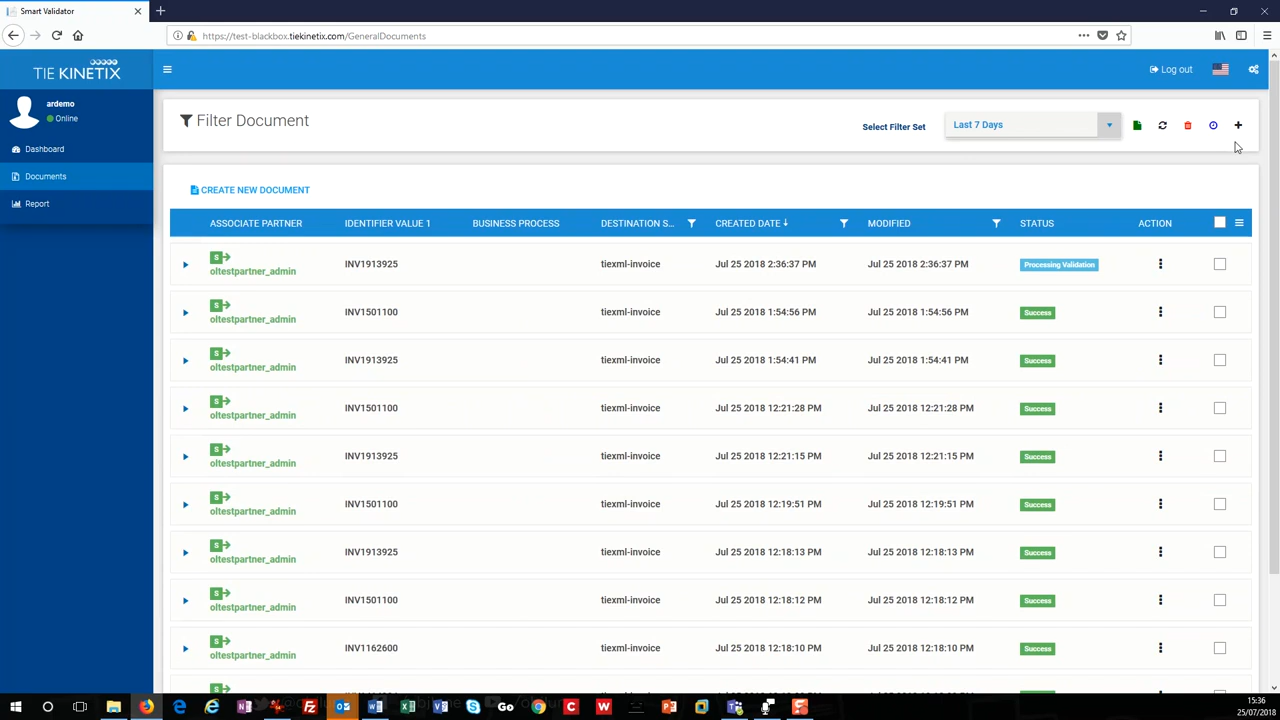 Smart Validator
https://test-blackbox.tiekinetix.com/GeneralDocuments
TIE KINETIX
Log out
ardemo
Online
Dashboard
Documents
Report
Filter Document
Select Filter Set
Last 7 Days
CREATE NEW DOCUMENT
ASSOCIATE PARTNER IDENTIFIER VALUE 1 BUSINESS PROCESS DESTINATION S... CREATED DATE MODIFIED STATUS ACTION
S
oltestpartner_admin INV1913925 tiexml-invoice Jul 25 2018 2:36:37 PM Jul 25 2018 2:36:37 PM Processing Validation
S
oltestpartner_admin INV1501100 tiexml-invoice Jul 25 2018 1:54:56 PM Jul 25 2018 1:54:56 PM Success
S
oltestpartner_admin INV1913925 tiexml-invoice Jul 25 2018 1:54:41 PM Jul 25 2018 1:54:41 PM Success
S
oltestpartner_admin INV1501100 tiexml-invoice Jul 25 2018 12:21:28 PM Jul 25 2018 12:21:28 PM Success
S
oltestpartner_admin INV1913925 tiexml-invoice Jul 25 2018 12:21:15 PM Jul 25 2018 12:21:15 PM Success
S
oltestpartner_admin INV1501100 tiexml-invoice Jul 25 2018 12:19:51 PM Jul 25 2018 12:19:51 PM Success
S
oltestpartner_admin INV1913925 tiexml-invoice Jul 25 2018 12:18:13 PM Jul 25 2018 12:18:13 PM Success
S
oltestpartner_admin INV1501100 tiexml-invoice Jul 25 2018 12:18:12 PM Jul 25 2018 12:18:12 PM Success
S
oltestpartner_admin INV1162600 tiexml-invoice Jul 25 2018 12:18:10 PM Jul 25 2018 12:18:10 PM Success
S
Go
15:36
25/07/2018